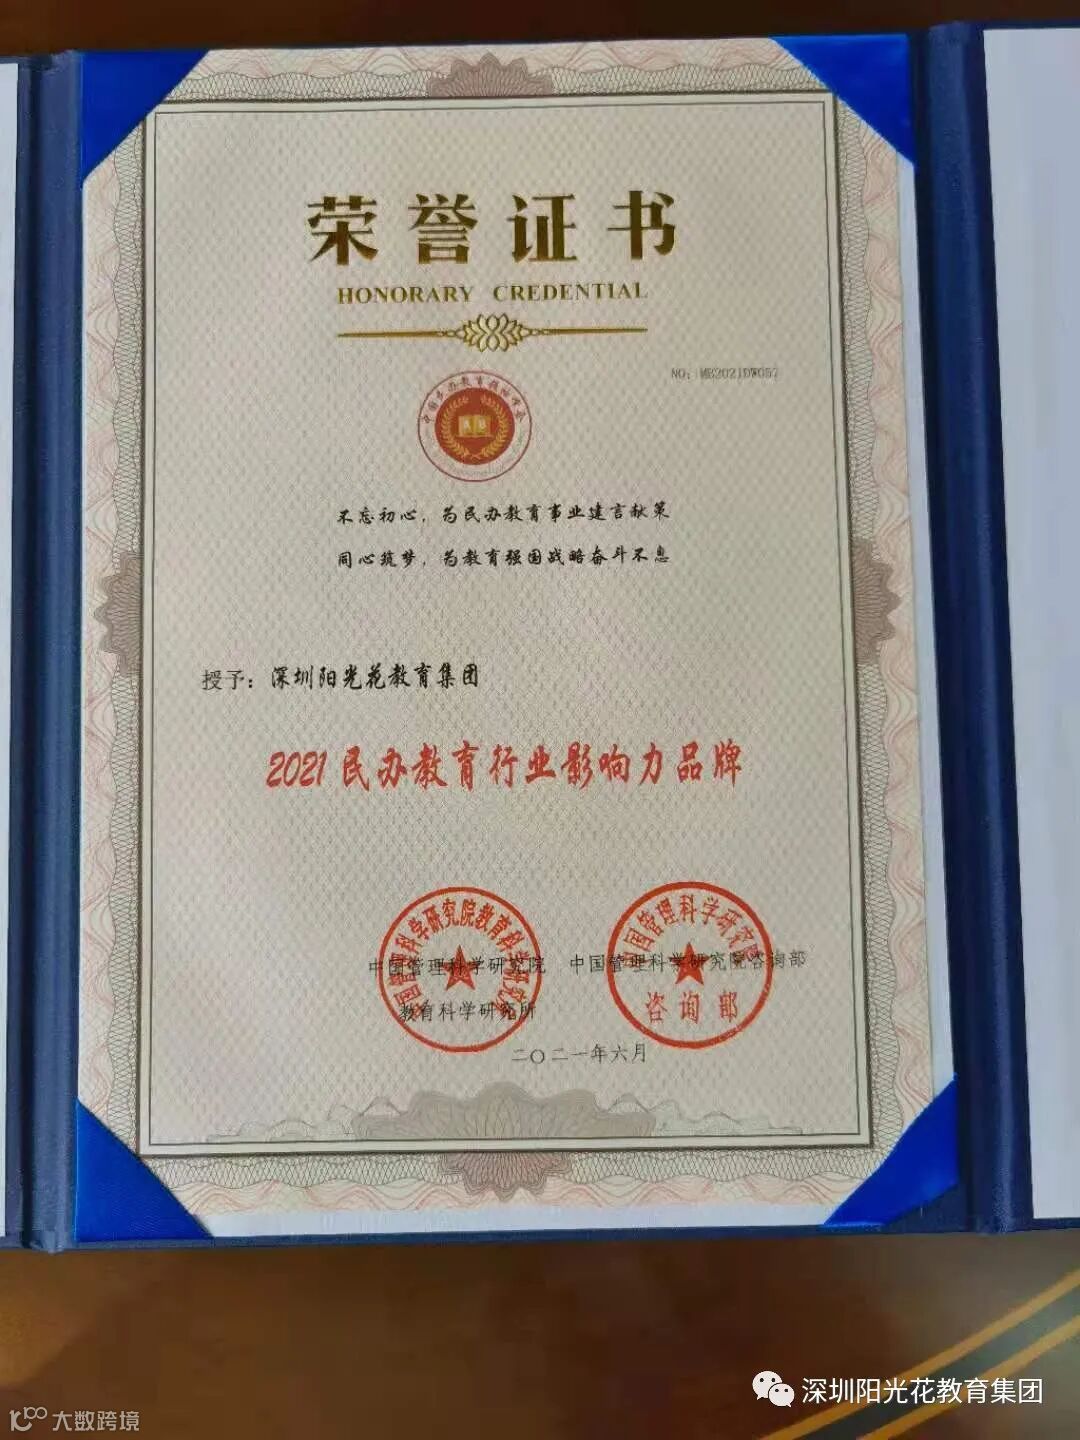 荣誉证书
HONORARY CREDENTIAL
NO: MB2021DW057
不忘初心，为民办教育事业建言献策
同心筑梦，为教育强国战略奋斗不息
授予：深圳阳光花教育集团
2021民办教育行业影响力品牌
中国管理科学研究院 中国管理科学研究院咨询部
教育科学研究所
咨询部
二〇二一年六月
深圳阳光花教育集团
大数跨境